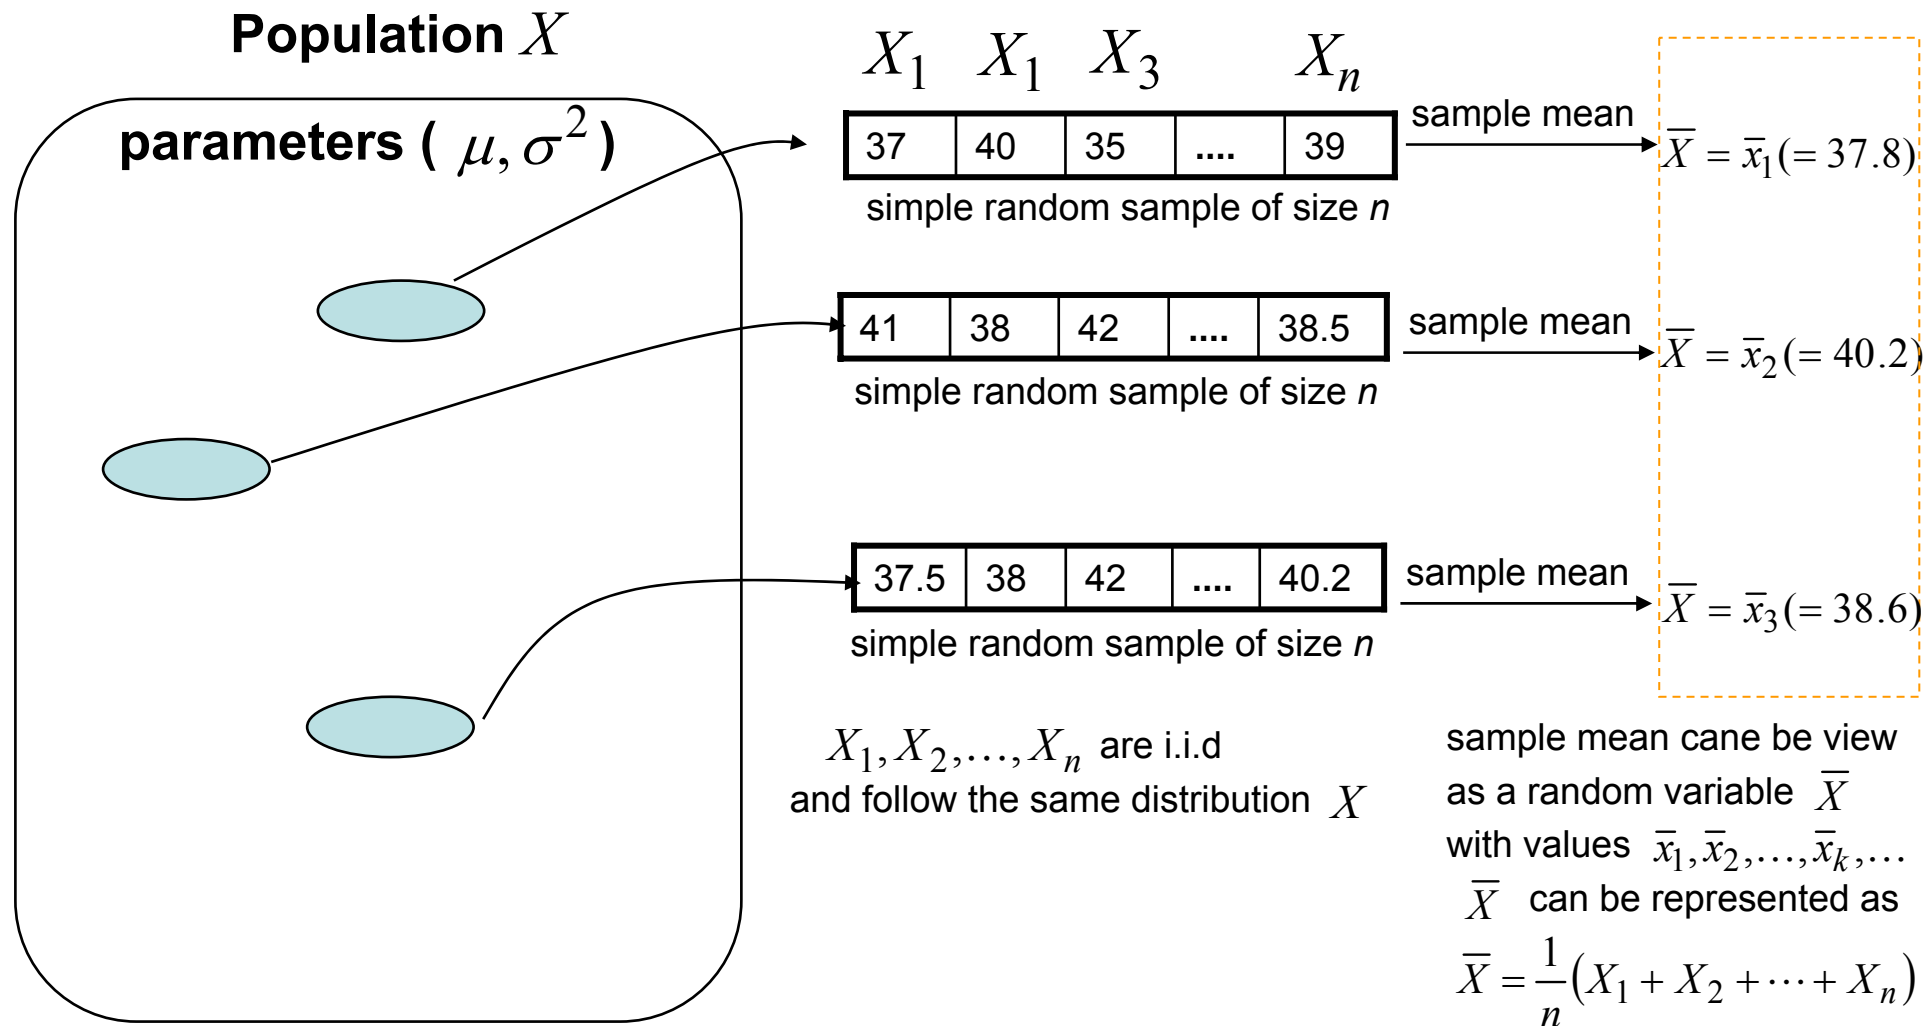 Population X
parameters ( μ, σ² )
X₁ X₁ X₃ Xₙ
37 40 35 .... 39
simple random sample of size n
sample mean
X̅ = x̅₁(= 37.8)
41 38 42 .... 38.5
simple random sample of size n
sample mean
X̅ = x̅₂(= 40.2)
37.5 38 42 .... 40.2
simple random sample of size n
sample mean
X̅ = x̅₃(= 38.6)
X₁, X₂,…, Xₙ are i.i.d
and follow the same distribution X
sample mean cane be view
as a random variable X̅
with values x̅₁, x̅₂,…, x̅ₖ,…
X̅ can be represented as
X̅ = 1/n (X₁ + X₂ + ⋯ + Xₙ)